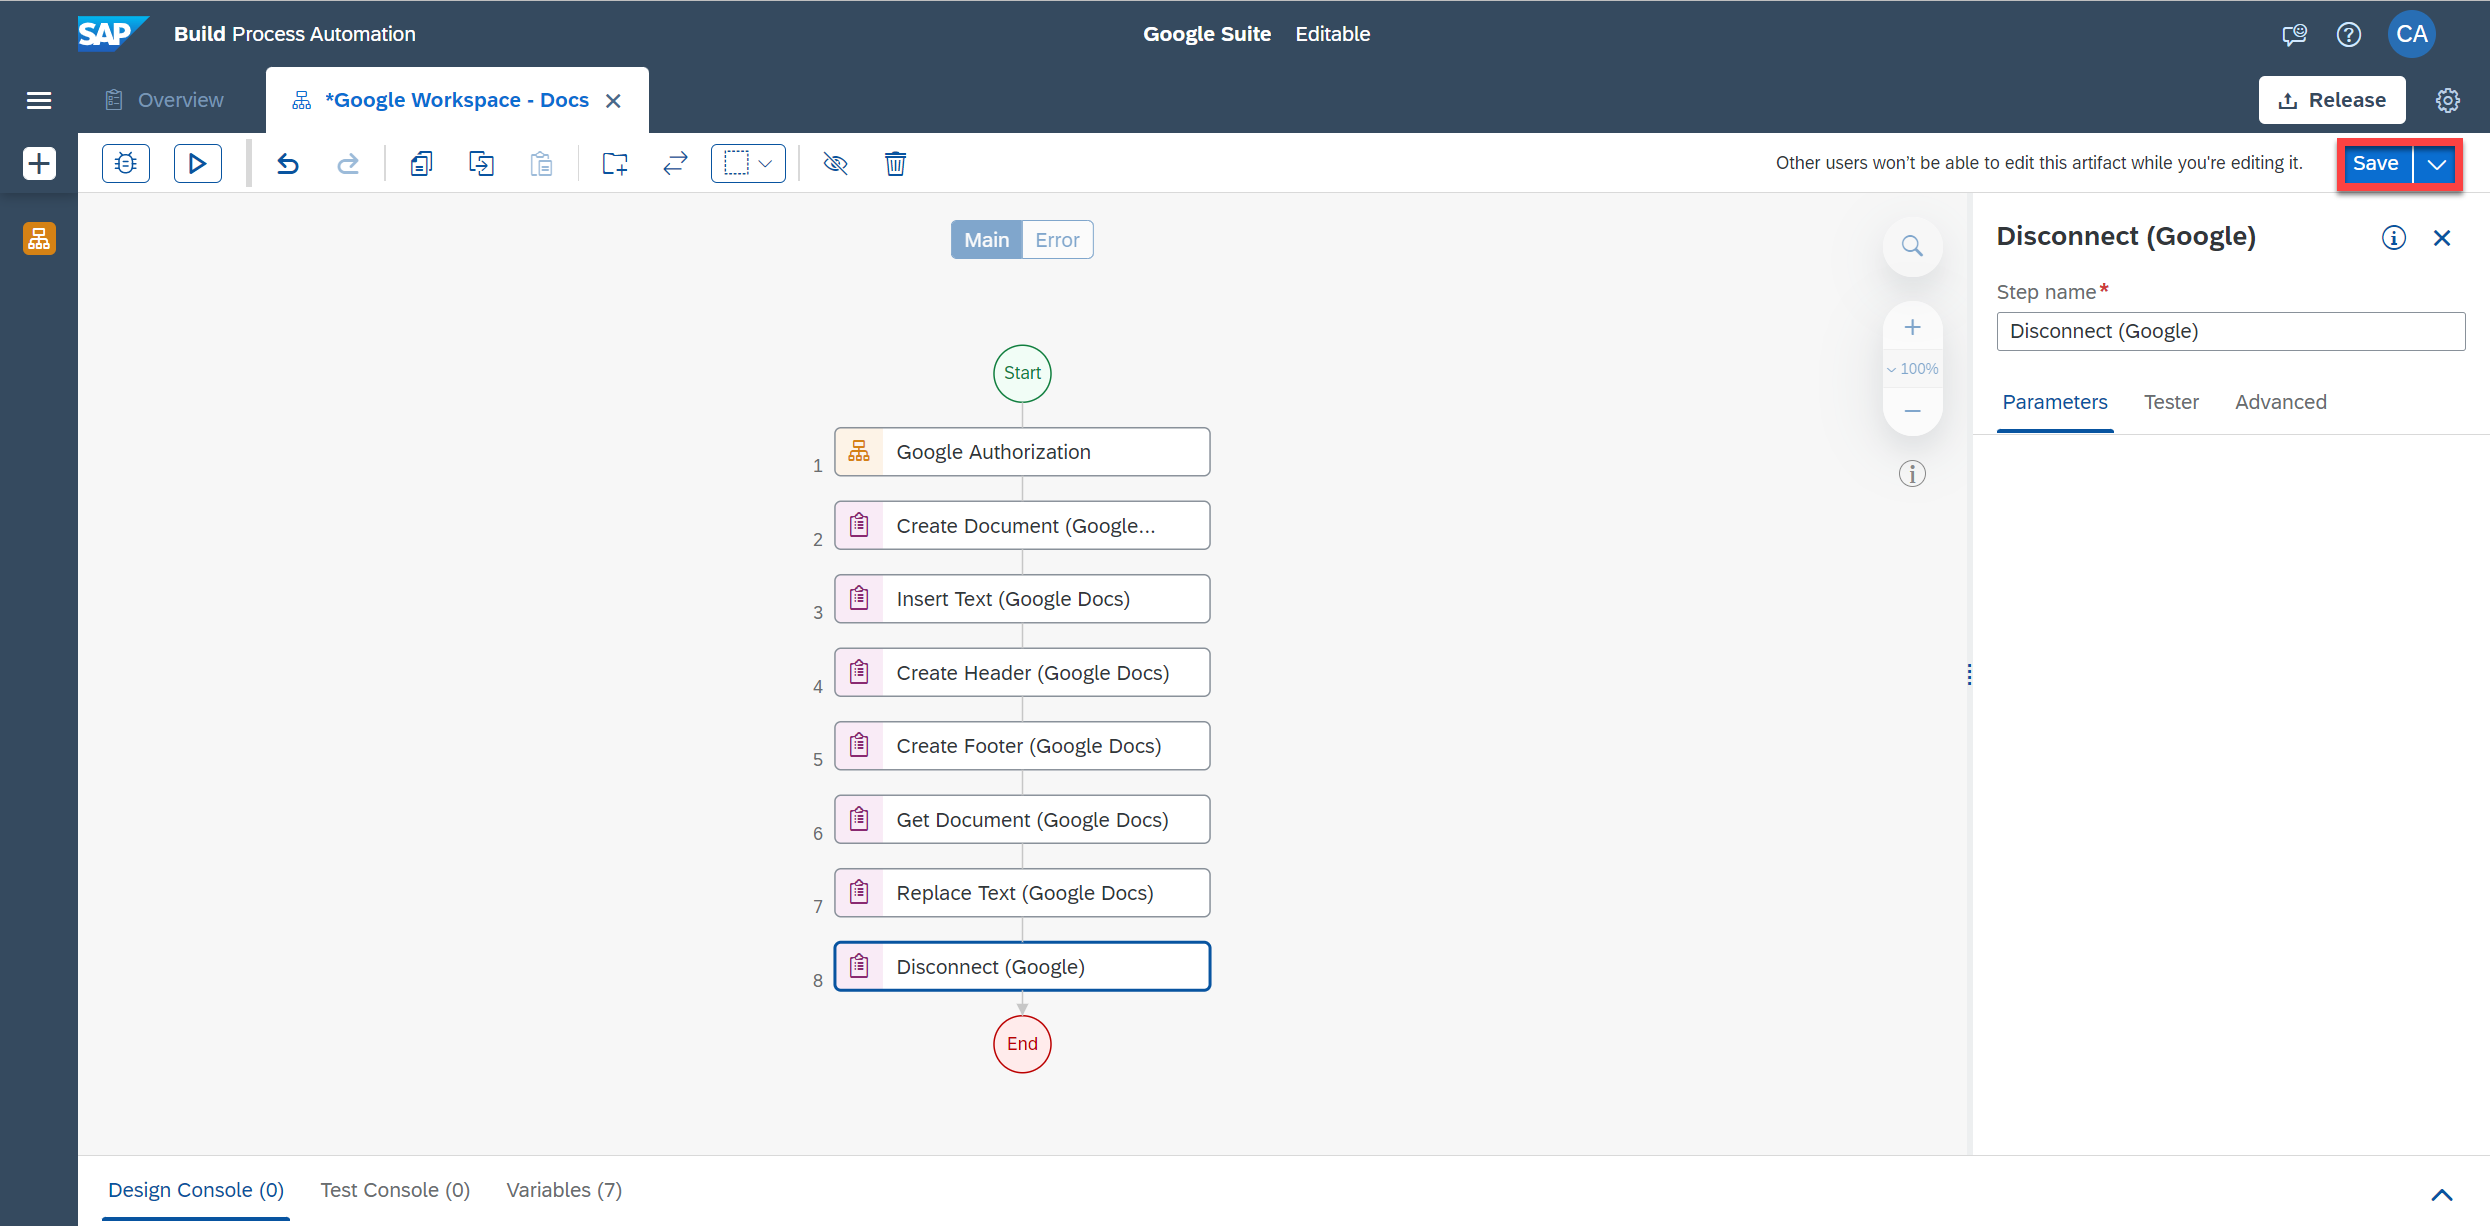 SAP Build Process Automation Google Suite Editable CA
Overview *Google Workspace - Docs Release
Other users won't be able to edit this artifact while you're editing it. Save
Main Error
Disconnect (Google)
Step name*
Disconnect (Google)
100%
Parameters Tester Advanced
Start
1 Google Authorization
2 Create Document (Google...
3 Insert Text (Google Docs)
4 Create Header (Google Docs)
5 Create Footer (Google Docs)
6 Get Document (Google Docs)
7 Replace Text (Google Docs)
8 Disconnect (Google)
End
Design Console (0) Test Console (0) Variables (7)